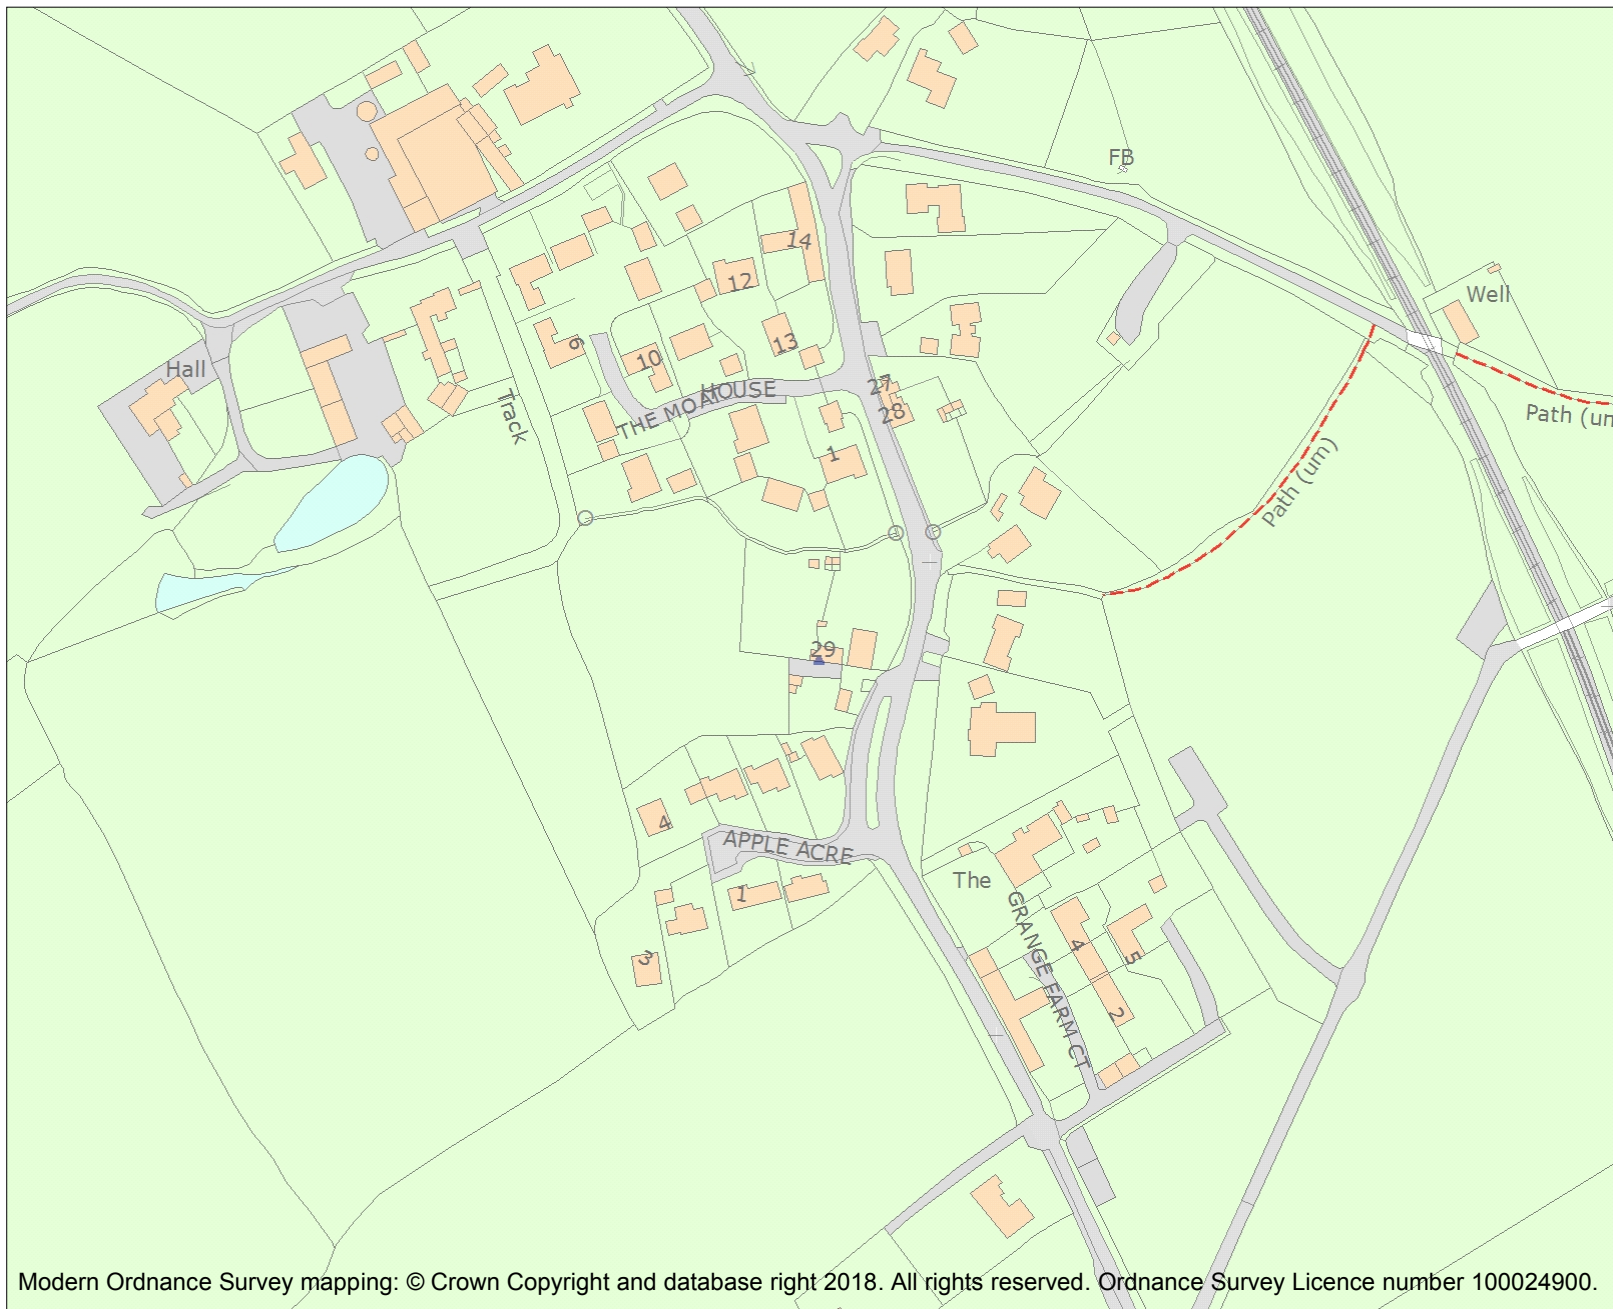 FB
14
12
Well
13
6
10
Hall
27
THE MOAT HOUSE
28
Path (um
Track
1
Path (um)
29
4
APPLE ACRE
The
1
GRANGE FARM CT
4
5
3
2
Modern Ordnance Survey mapping: © Crown Copyright and database right 2018. All rights reserved. Ordnance Survey Licence number 100024900.